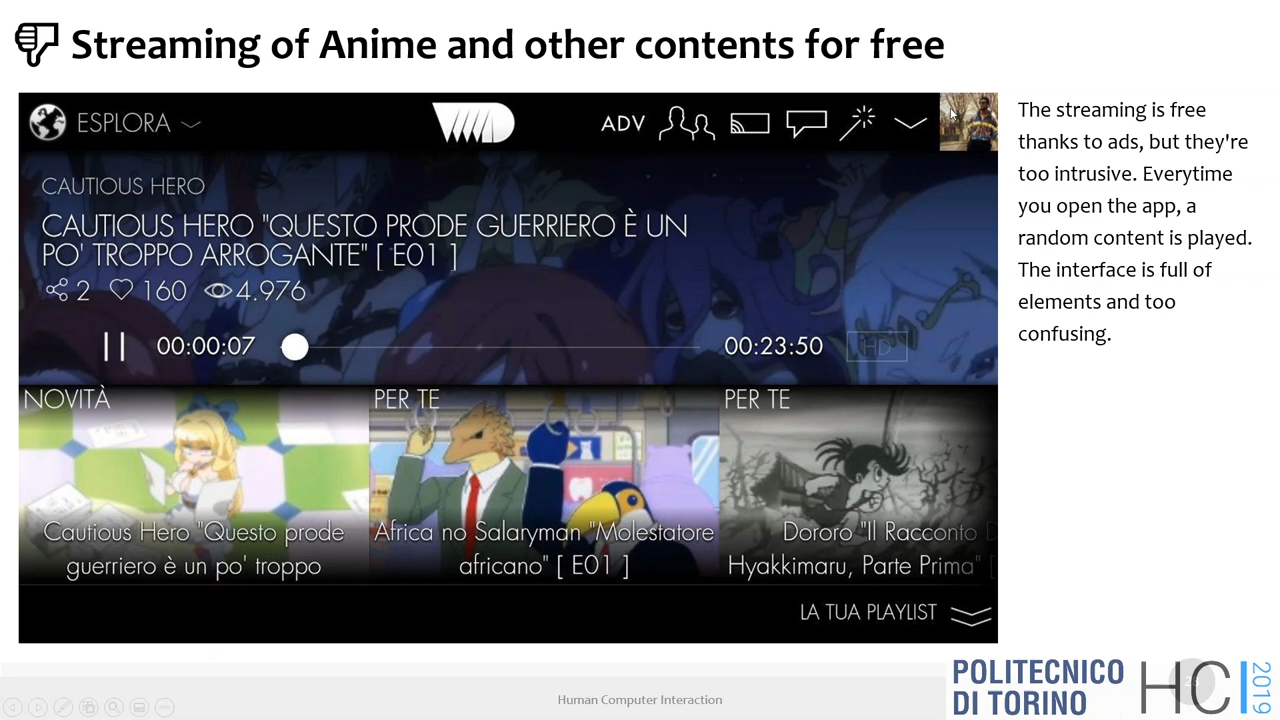 Streaming of Anime and other contents for free
ESPLORA
ADV
CAUTIOUS HERO
CAUTIOUS HERO "QUESTO PRODE GUERRIERO È UN
PO' TROPPO ARROGANTE" [ E01 ]
2 160 4.976
00:00:07 00:23:50 HD
NOVITÀ
Cautious Hero "Questo prode
guerriero è un po' troppo
PER TE
Africa no Salaryman "Molestatore
africano" [ E01 ]
PER TE
Dororo "Il Racconto D
Hyakkimaru, Parte Prima" [
LA TUA PLAYLIST
The streaming is free
thanks to ads, but they're
too intrusive. Everytime
you open the app, a
random content is played.
The interface is full of
elements and too
confusing.
Human Computer Interaction
POLITECNICO
DI TORINO
HCI
2019